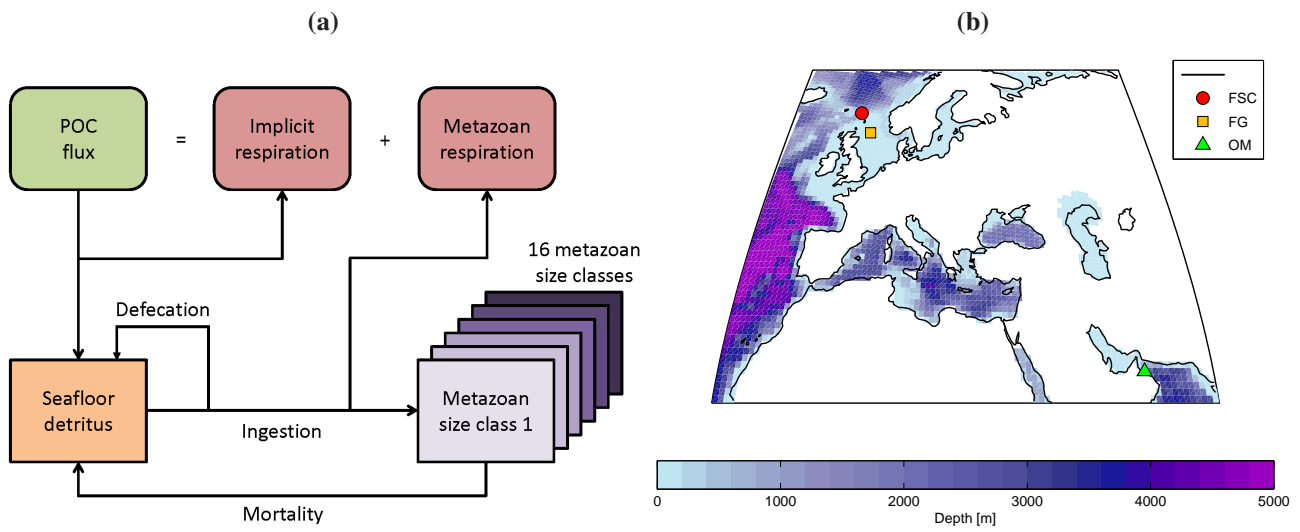 (a)
POC
flux
=
Implicit
respiration
+
Metazoan
respiration
16 metazoan
size classes
Defecation
Seafloor
detritus
Ingestion
Metazoan
size class 1
Mortality
(b)
FSC
FG
OM
0 1000 2000 3000 4000 5000
Depth [m]